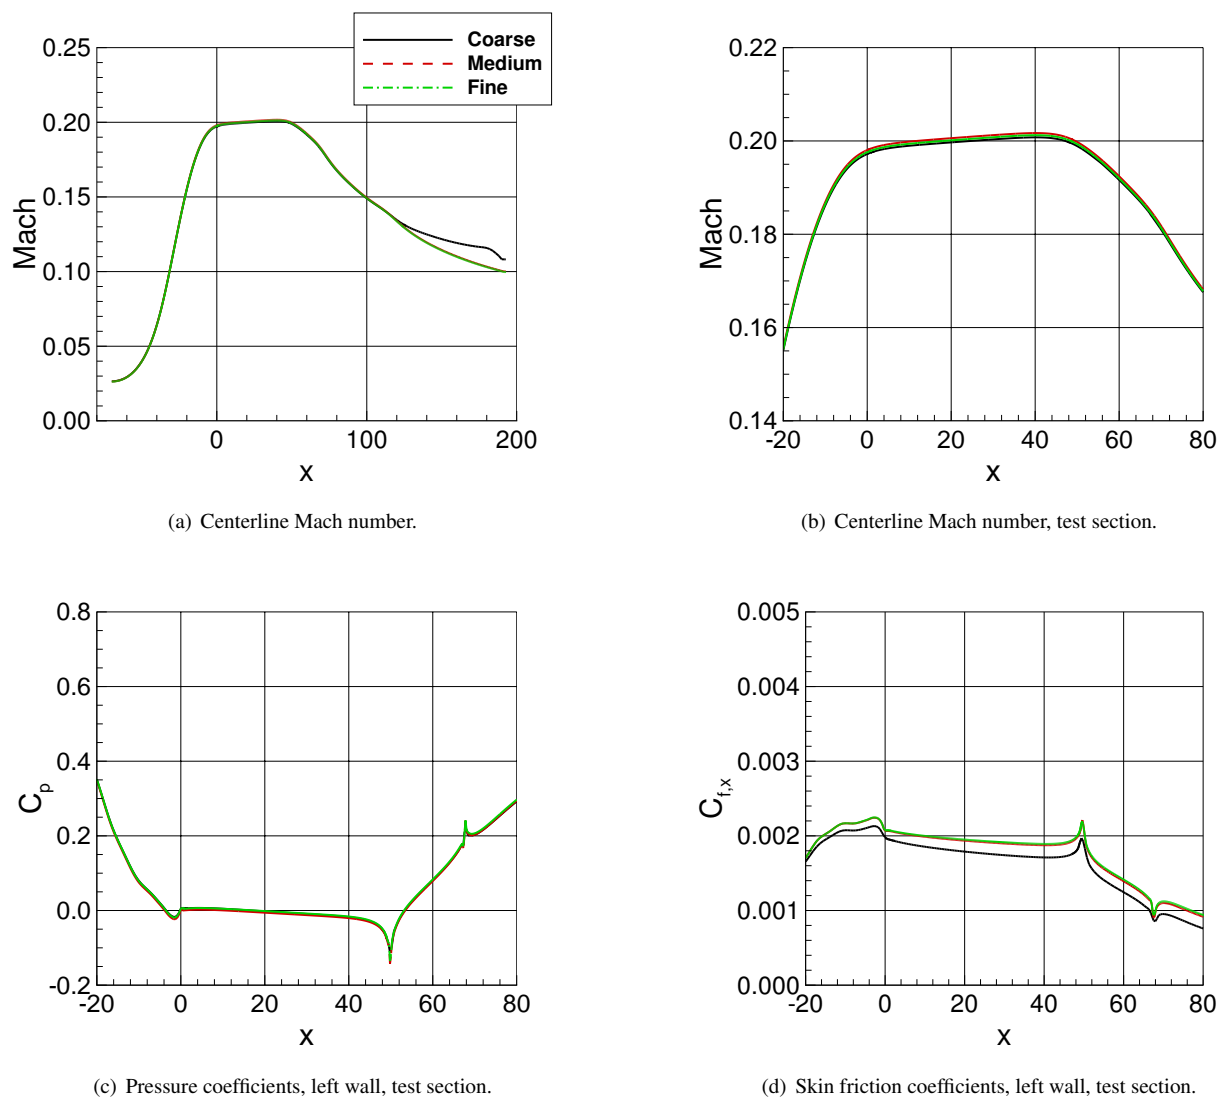 Coarse
Medium
Fine
0.25
0.20
0.15
0.10
0.05
0.00
Mach
0
100
200
x
(a) Centerline Mach number.
0.22
0.20
0.18
0.16
0.14
Mach
-20
0
20
40
60
80
x
(b) Centerline Mach number, test section.
0.8
0.6
0.4
0.2
0.0
-0.2
Cp
-20
0
20
40
60
80
x
(c) Pressure coefficients, left wall, test section.
0.005
0.004
0.003
0.002
0.001
0.000
Cf,x
-20
0
20
40
60
80
x
(d) Skin friction coefficients, left wall, test section.